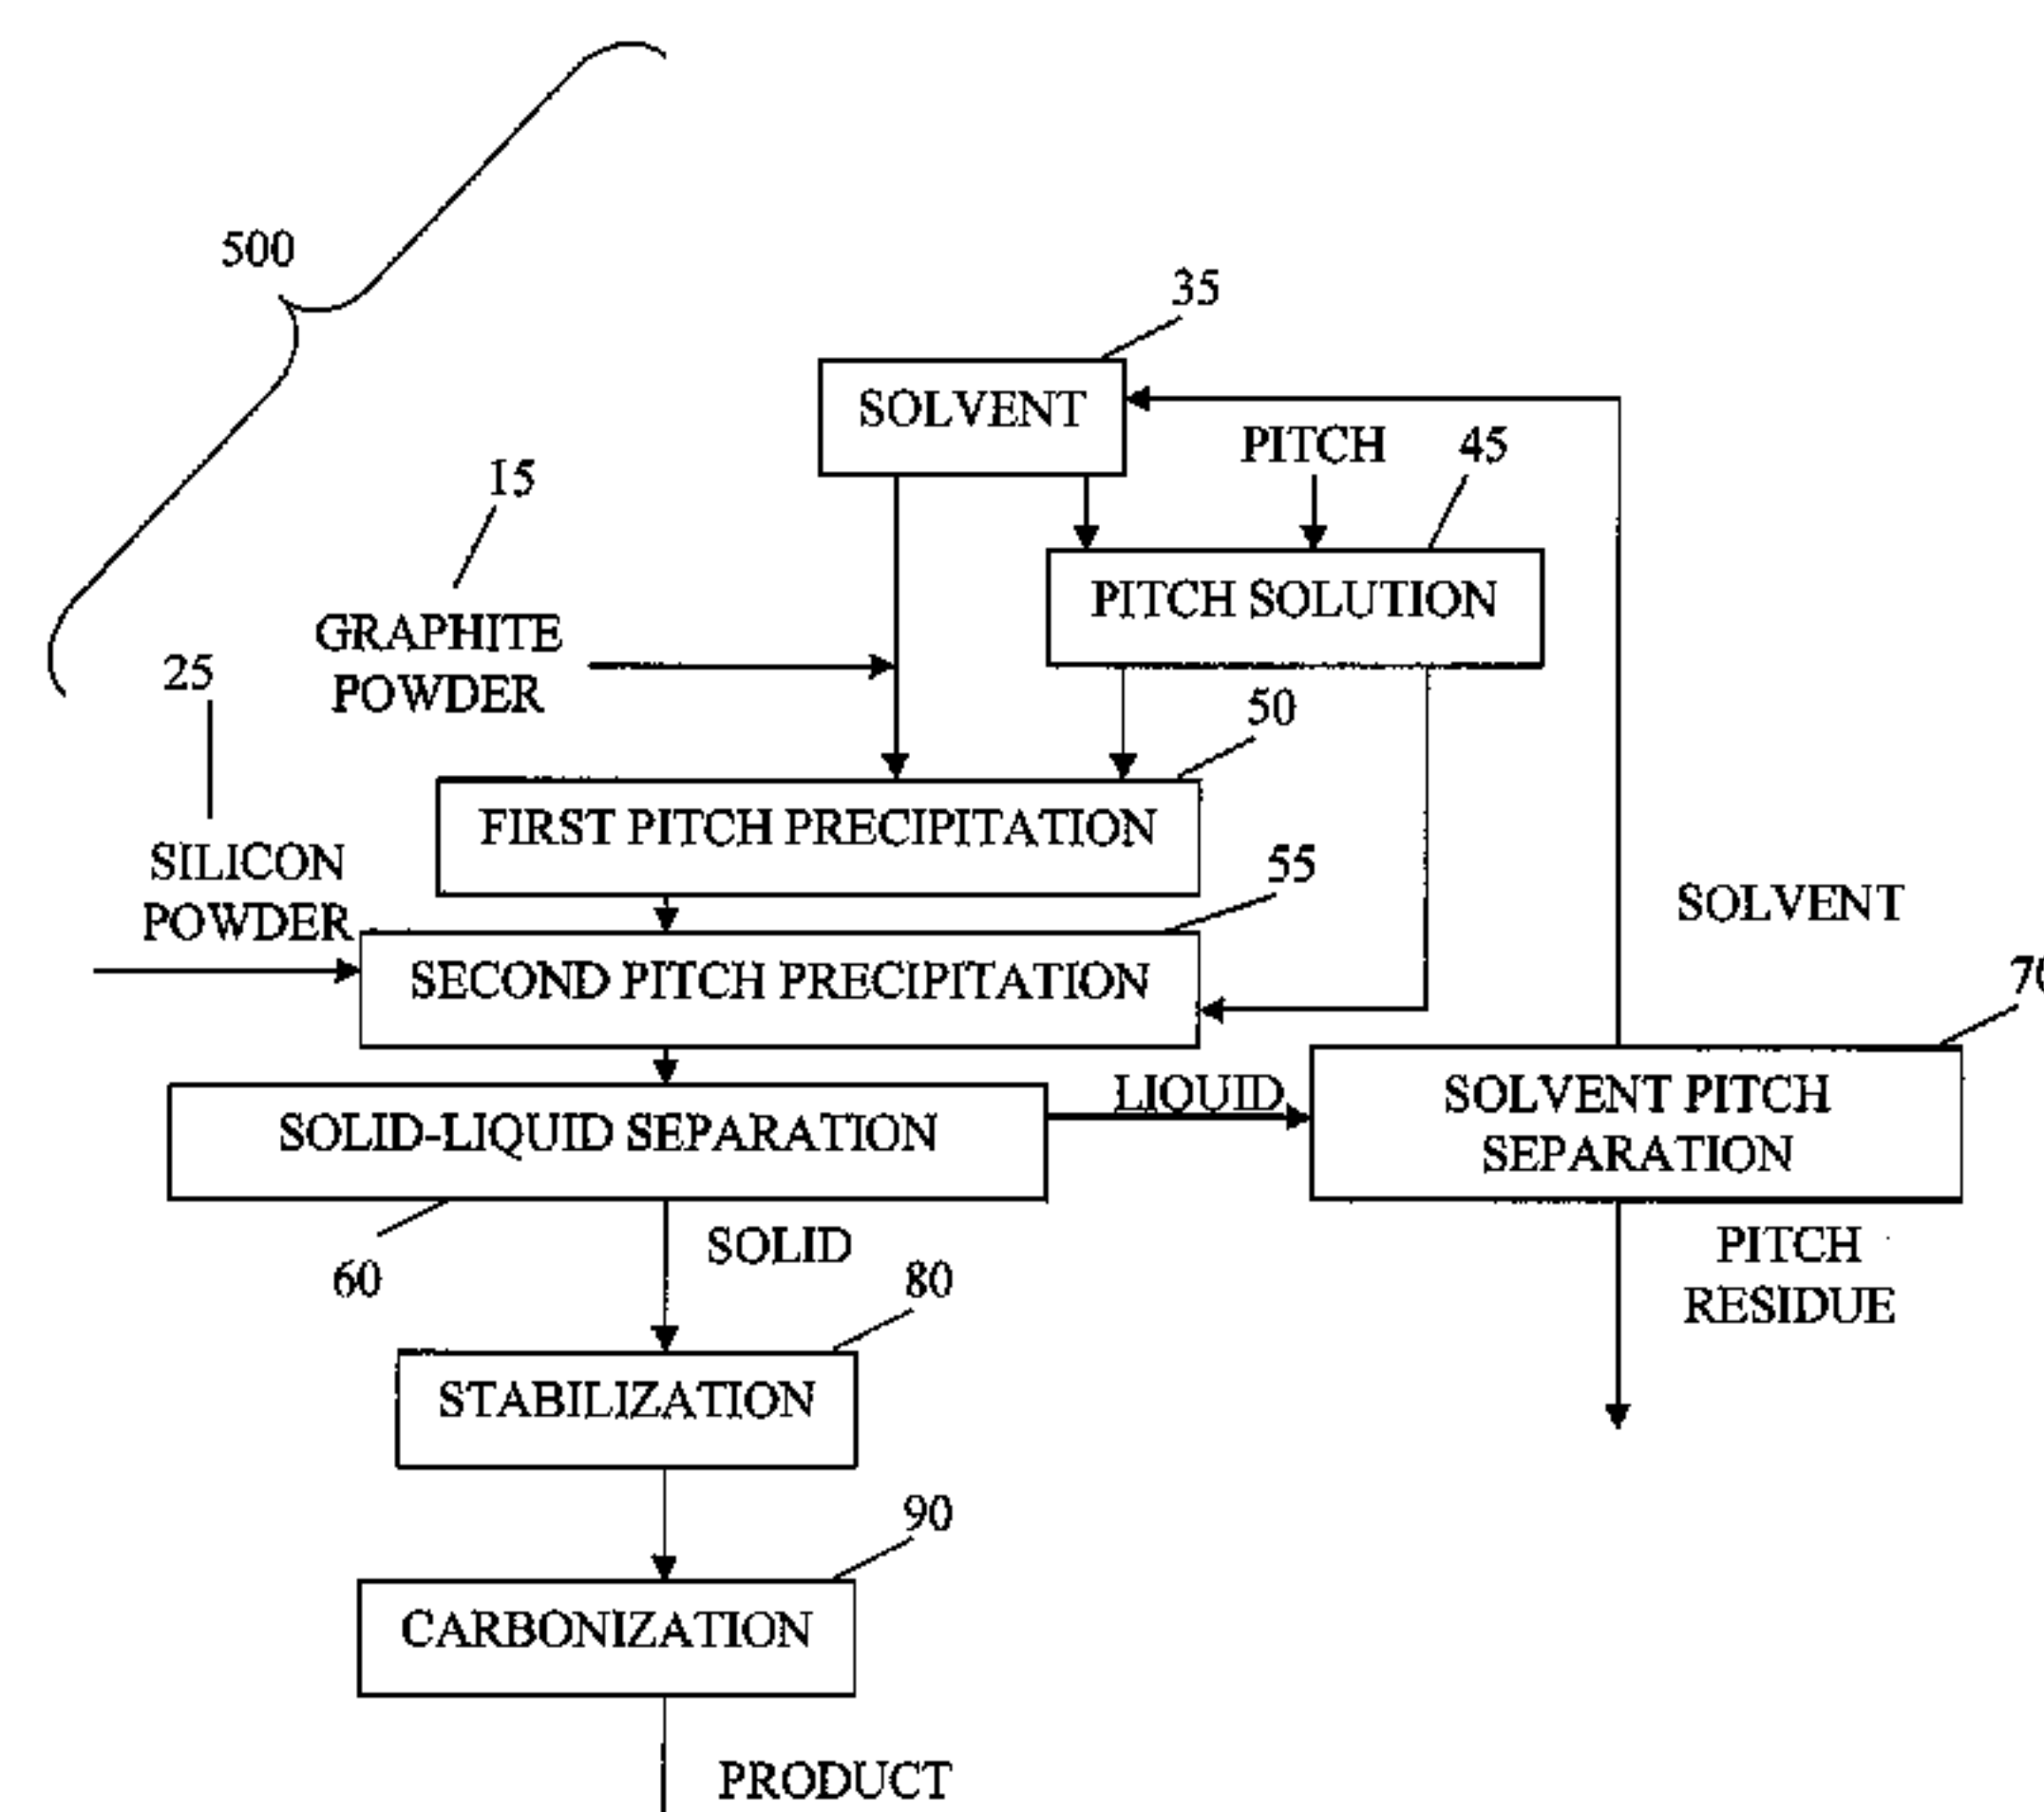 500
35
SOLVENT
PITCH
45
15
PITCH SOLUTION
GRAPHITE
POWDER
25
50
FIRST PITCH PRECIPITATION
SILICON
POWDER
55
SOLVENT
SECOND PITCH PRECIPITATION
70
LIQUID
SOLVENT PITCH
SEPARATION
SOLID-LIQUID SEPARATION
SOLID
60
80
PITCH
RESIDUE
STABILIZATION
90
CARBONIZATION
PRODUCT